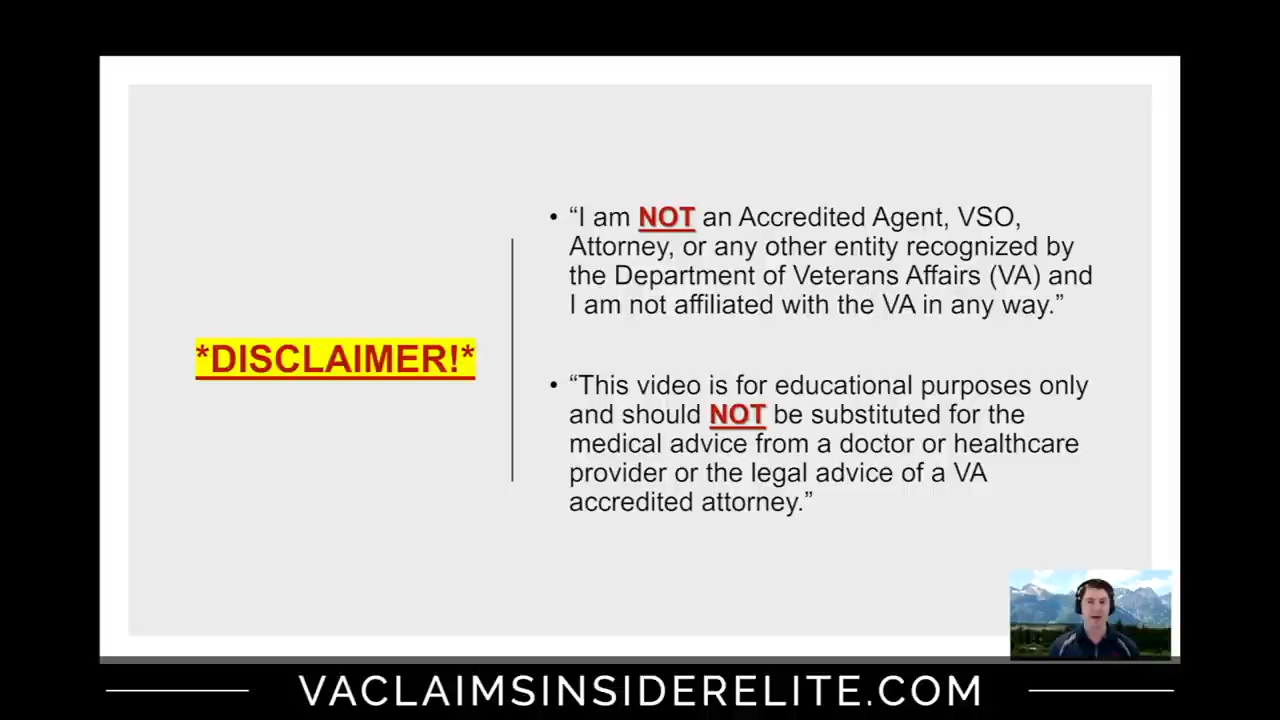 *DISCLAIMER!*
• “I am NOT an Accredited Agent, VSO,
Attorney, or any other entity recognized by
the Department of Veterans Affairs (VA) and
I am not affiliated with the VA in any way.”
• “This video is for educational purposes only
and should NOT be substituted for the
medical advice from a doctor or healthcare
provider or the legal advice of a VA
accredited attorney.”
VACLAIMSINSIDERELITE.COM